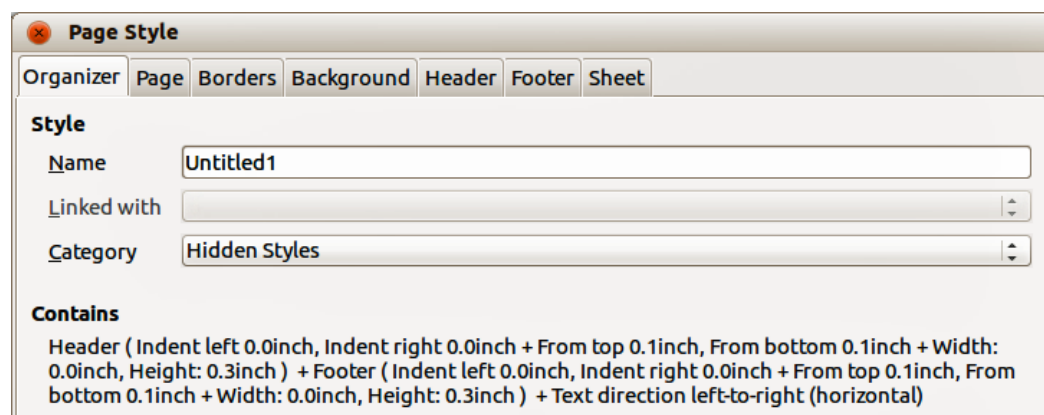 Page Style
Organizer Page Borders Background Header Footer Sheet
Style
Name Untitled1
Linked with
Category Hidden Styles
Contains
Header ( Indent left 0.0inch, Indent right 0.0inch + From top 0.1inch, From bottom 0.1inch + Width:
0.0inch, Height: 0.3inch )  + Footer ( Indent left 0.0inch, Indent right 0.0inch + From top 0.1inch, From
bottom 0.1inch + Width: 0.0inch, Height: 0.3inch )  + Text direction left-to-right (horizontal)